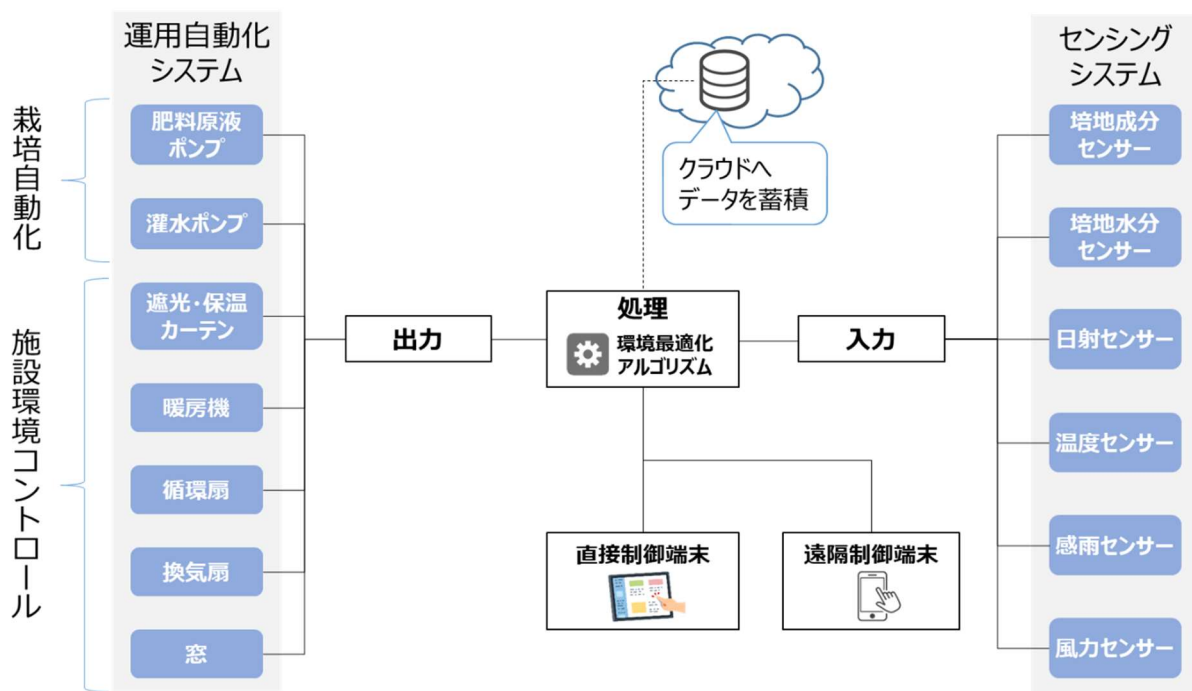 運用自動化
システム
栽培自動化
肥料原液
ポンプ
灌水ポンプ
施設環境コントロール
遮光・保温
カーテン
暖房機
循環扇
換気扇
窓
出力
クラウドへ
データを蓄積
処理
環境最適化
アルゴリズム
直接制御端末
遠隔制御端末
入力
センシング
システム
培地成分
センサー
培地水分
センサー
日射センサー
温度センサー
感雨センサー
風力センサー